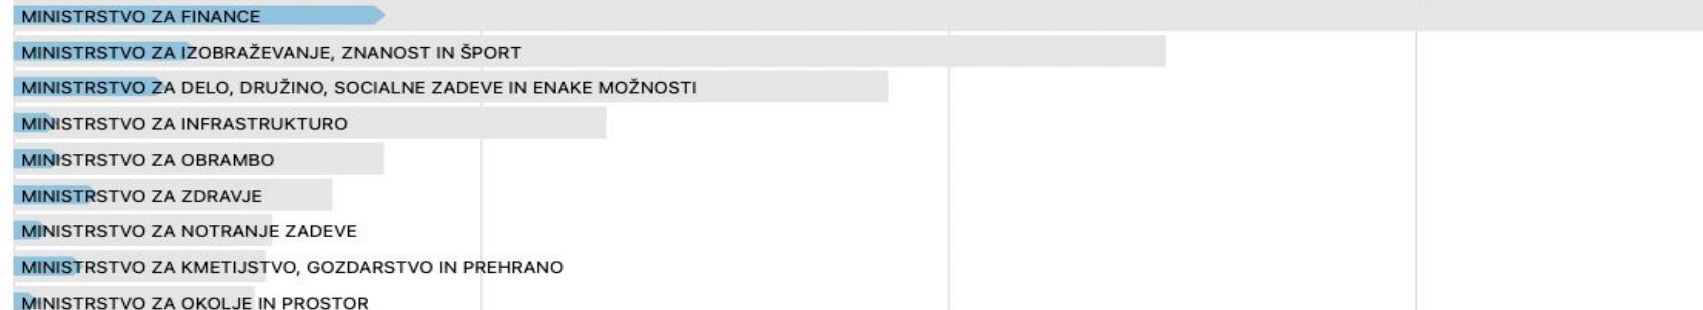 MINISTRSTVO ZA FINANCE
MINISTRSTVO ZA IZOBRAŽEVANJE, ZNANOST IN ŠPORT
MINISTRSTVO ZA DELO, DRUŽINO, SOCIALNE ZADEVE IN ENAKE MOŽNOSTI
MINISTRSTVO ZA INFRASTRUKTURO
MINISTRSTVO ZA OBRAMBO
MINISTRSTVO ZA ZDRAVJE
MINISTRSTVO ZA NOTRANJE ZADEVE
MINISTRSTVO ZA KMETIJSTVO, GOZDARSTVO IN PREHRANO
MINISTRSTVO ZA OKOLJE IN PROSTOR